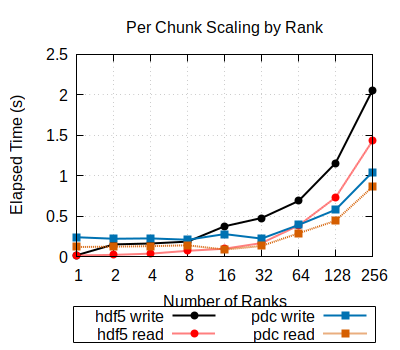 Per Chunk Scaling by Rank
2.5
2
1.5
1
0.5
0
Elapsed Time (s)
1 2 4 8 16 32 64 128 256
Number of Ranks
hdf5 write pdc write
hdf5 read pdc read